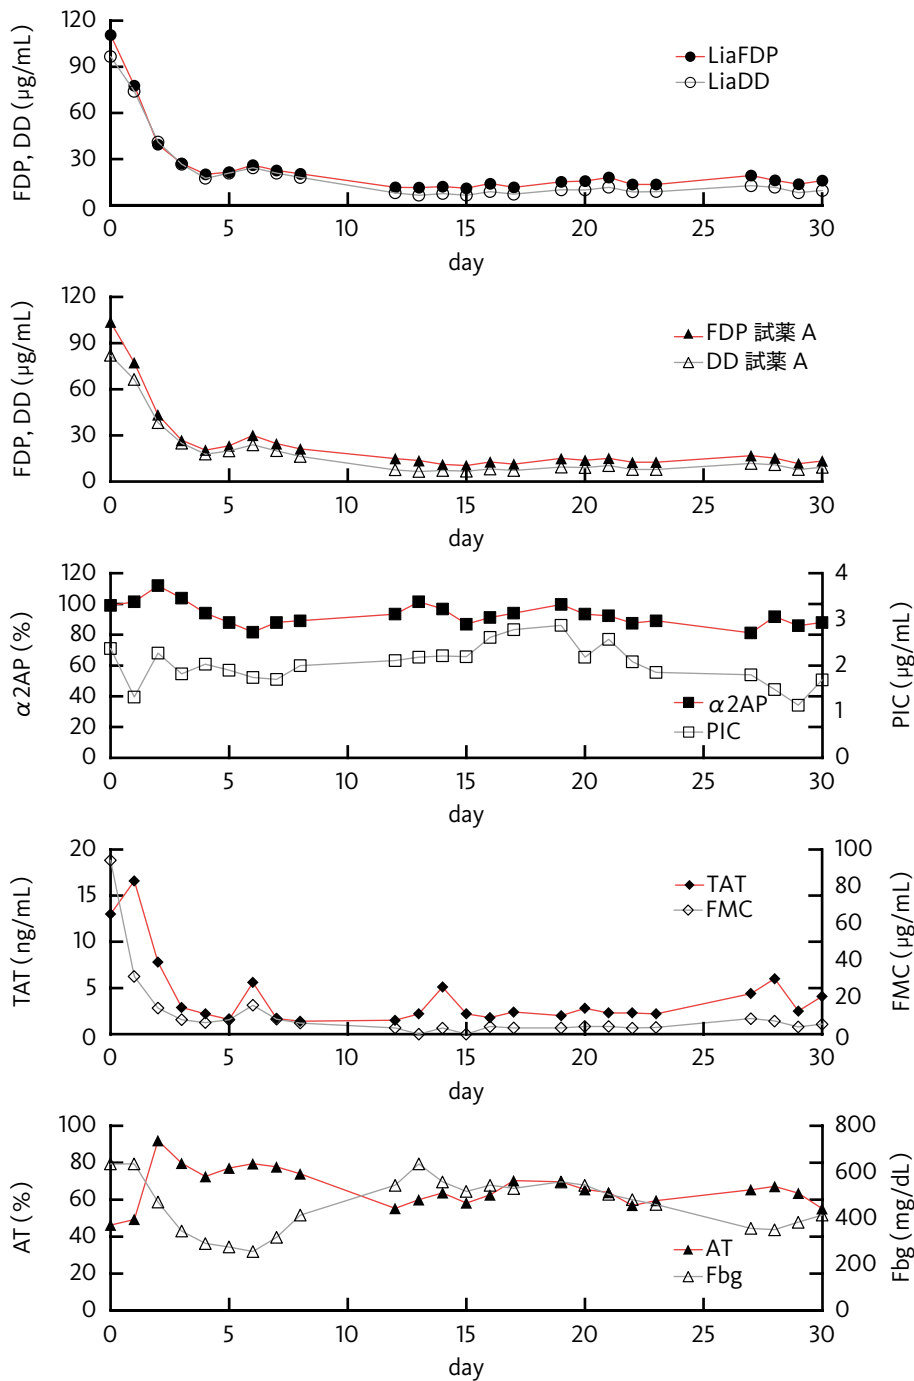 FDP, DD (μg/mL)
120
90
60
30
0
LiaFDP
LiaDD
0 5 10 15 20 25 30
day
FDP, DD (μg/mL)
120
90
60
30
0
FDP 試薬 A
DD 試薬 A
0 5 10 15 20 25 30
day
α2AP (%)
120
100
80
60
40
20
0
α2AP
PIC
4
3
2
1
0
PIC (μg/mL)
0 5 10 15 20 25 30
day
TAT (ng/mL)
20
15
10
5
0
TAT
FMC
100
80
60
40
20
0
FMC (μg/mL)
0 5 10 15 20 25 30
day
AT (%)
100
80
60
40
20
0
AT
Fbg
800
600
400
200
0
Fbg (mg/dL)
0 5 10 15 20 25 30
day